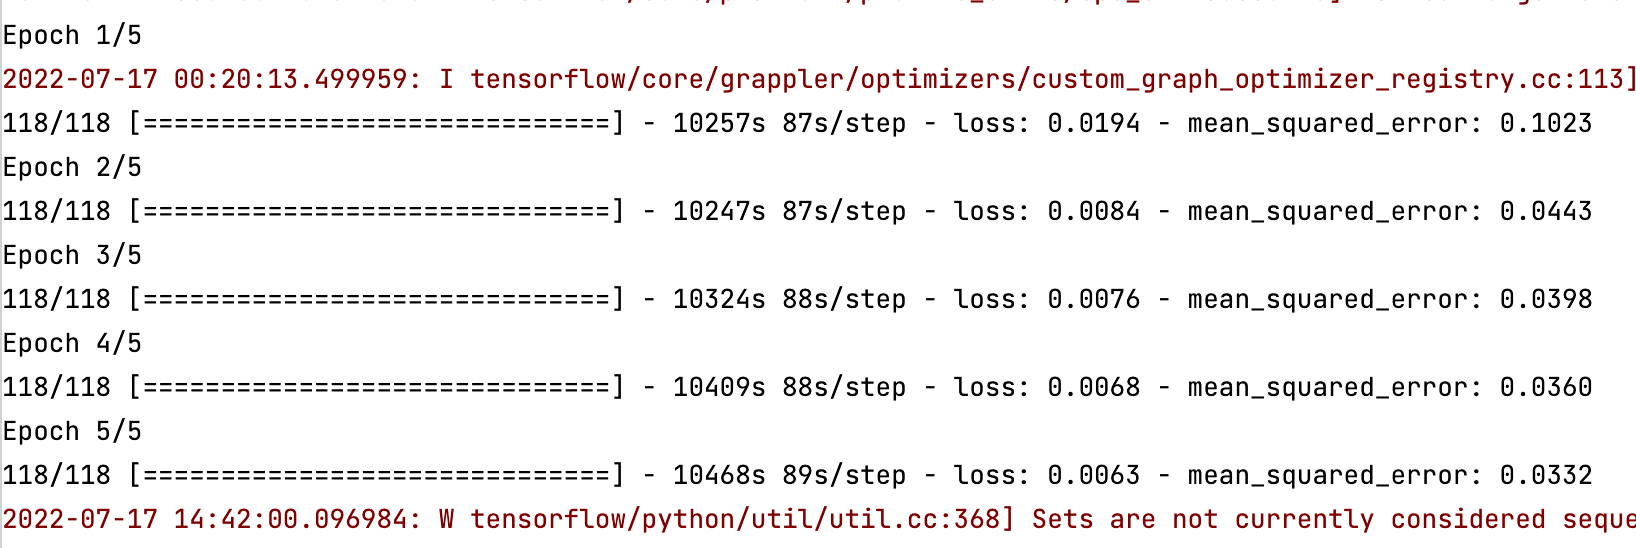 Epoch 1/5
2022-07-17 00:20:13.499959: I tensorflow/core/grappler/optimizers/custom_graph_optimizer_registry.cc:113]
118/118 [==============================] - 10257s 87s/step - loss: 0.0194 - mean_squared_error: 0.1023
Epoch 2/5
118/118 [==============================] - 10247s 87s/step - loss: 0.0084 - mean_squared_error: 0.0443
Epoch 3/5
118/118 [==============================] - 10324s 88s/step - loss: 0.0076 - mean_squared_error: 0.0398
Epoch 4/5
118/118 [==============================] - 10409s 88s/step - loss: 0.0068 - mean_squared_error: 0.0360
Epoch 5/5
118/118 [==============================] - 10468s 89s/step - loss: 0.0063 - mean_squared_error: 0.0332
2022-07-17 14:42:00.096984: W tensorflow/python/util/util.cc:368] Sets are not currently considered seque